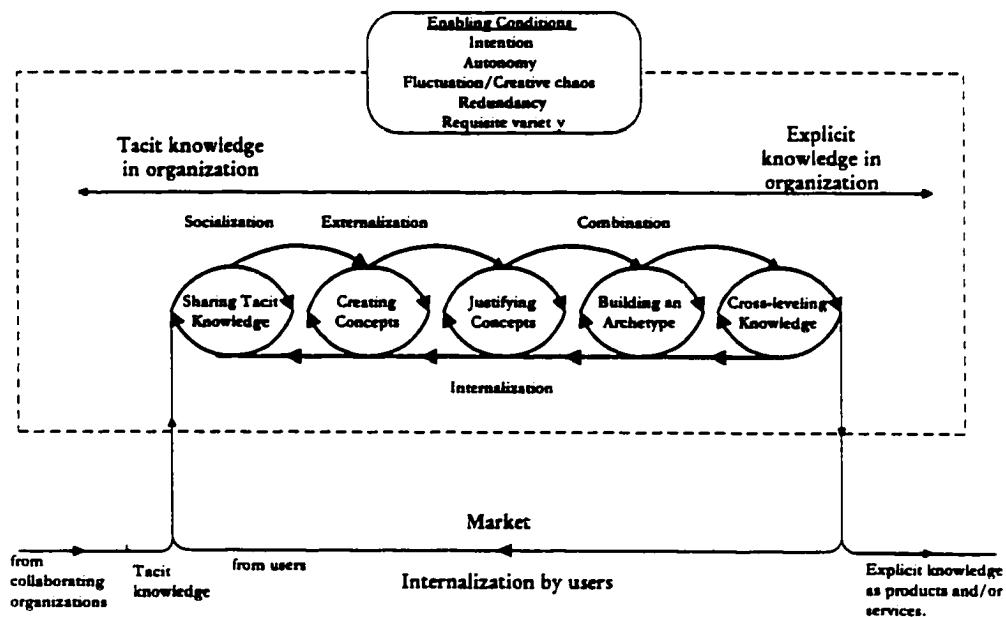 Enabling Conditions
Intention
Autonomy
Fluctuation/Creative chaos
Redundancy
Requisite variet y
Tacit knowledge
in organization
Explicit
knowledge in
organization
Socialization
Externalization
Combination
Sharing Tacit
Knowledge
Creating
Concepts
Justifying
Concepts
Building an
Archetype
Cross-leveling
Knowledge
Internalization
Market
from
collaborating
organizations
Tacit
knowledge
from users
Internalization by users
Explicit knowledge
as products and/or
services.